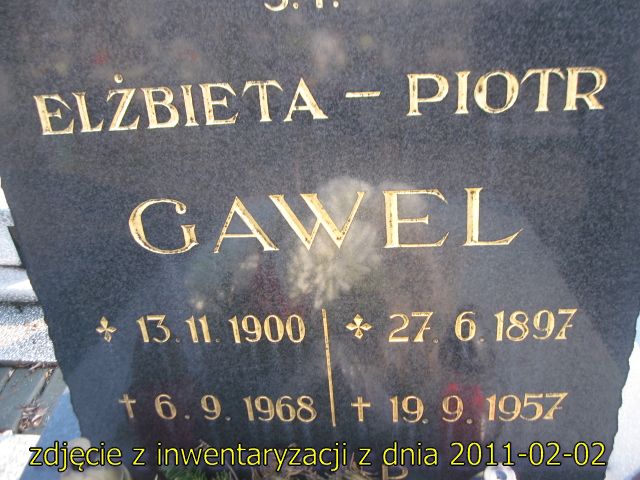 Ś.P.
ELŻBIETA – PIOTR
GAWEL
13.11.1900 27.6.1897
† 6.9.1968 † 19.9.1957
zdjęcie z inwentaryzacji z dnia 2011-02-02